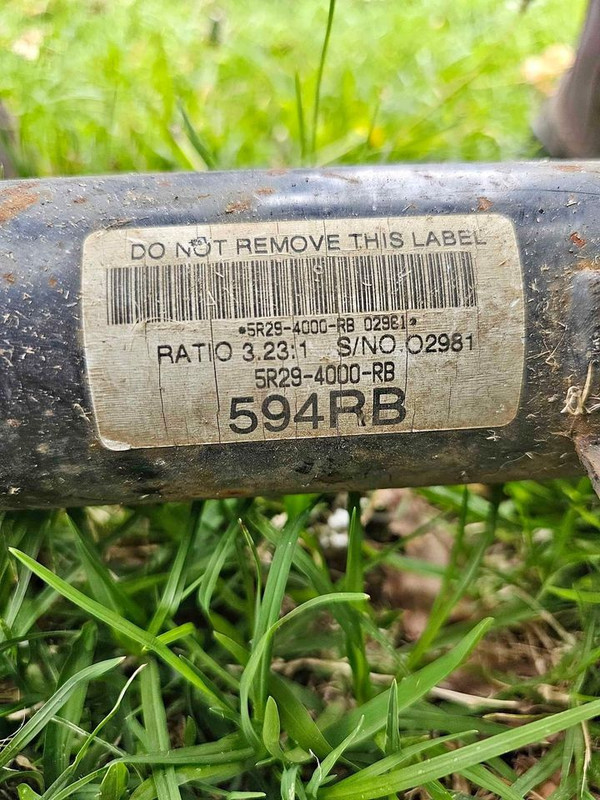 DO NOT REMOVE THIS LABEL
*5R29-4000-RB 02981*
RATIO 3.23:1 S/NO.02981
5R29-4000-RB
594RB